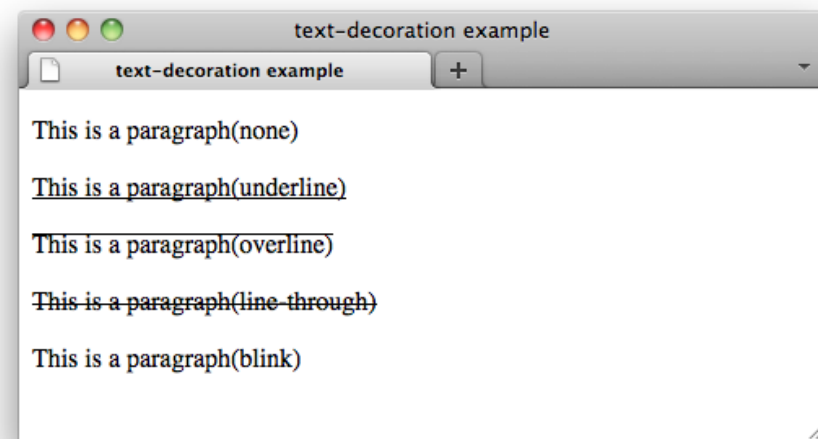 text-decoration example
text-decoration example
This is a paragraph(none)
This is a paragraph(underline)
This is a paragraph(overline)
This is a paragraph(line-through)
This is a paragraph(blink)